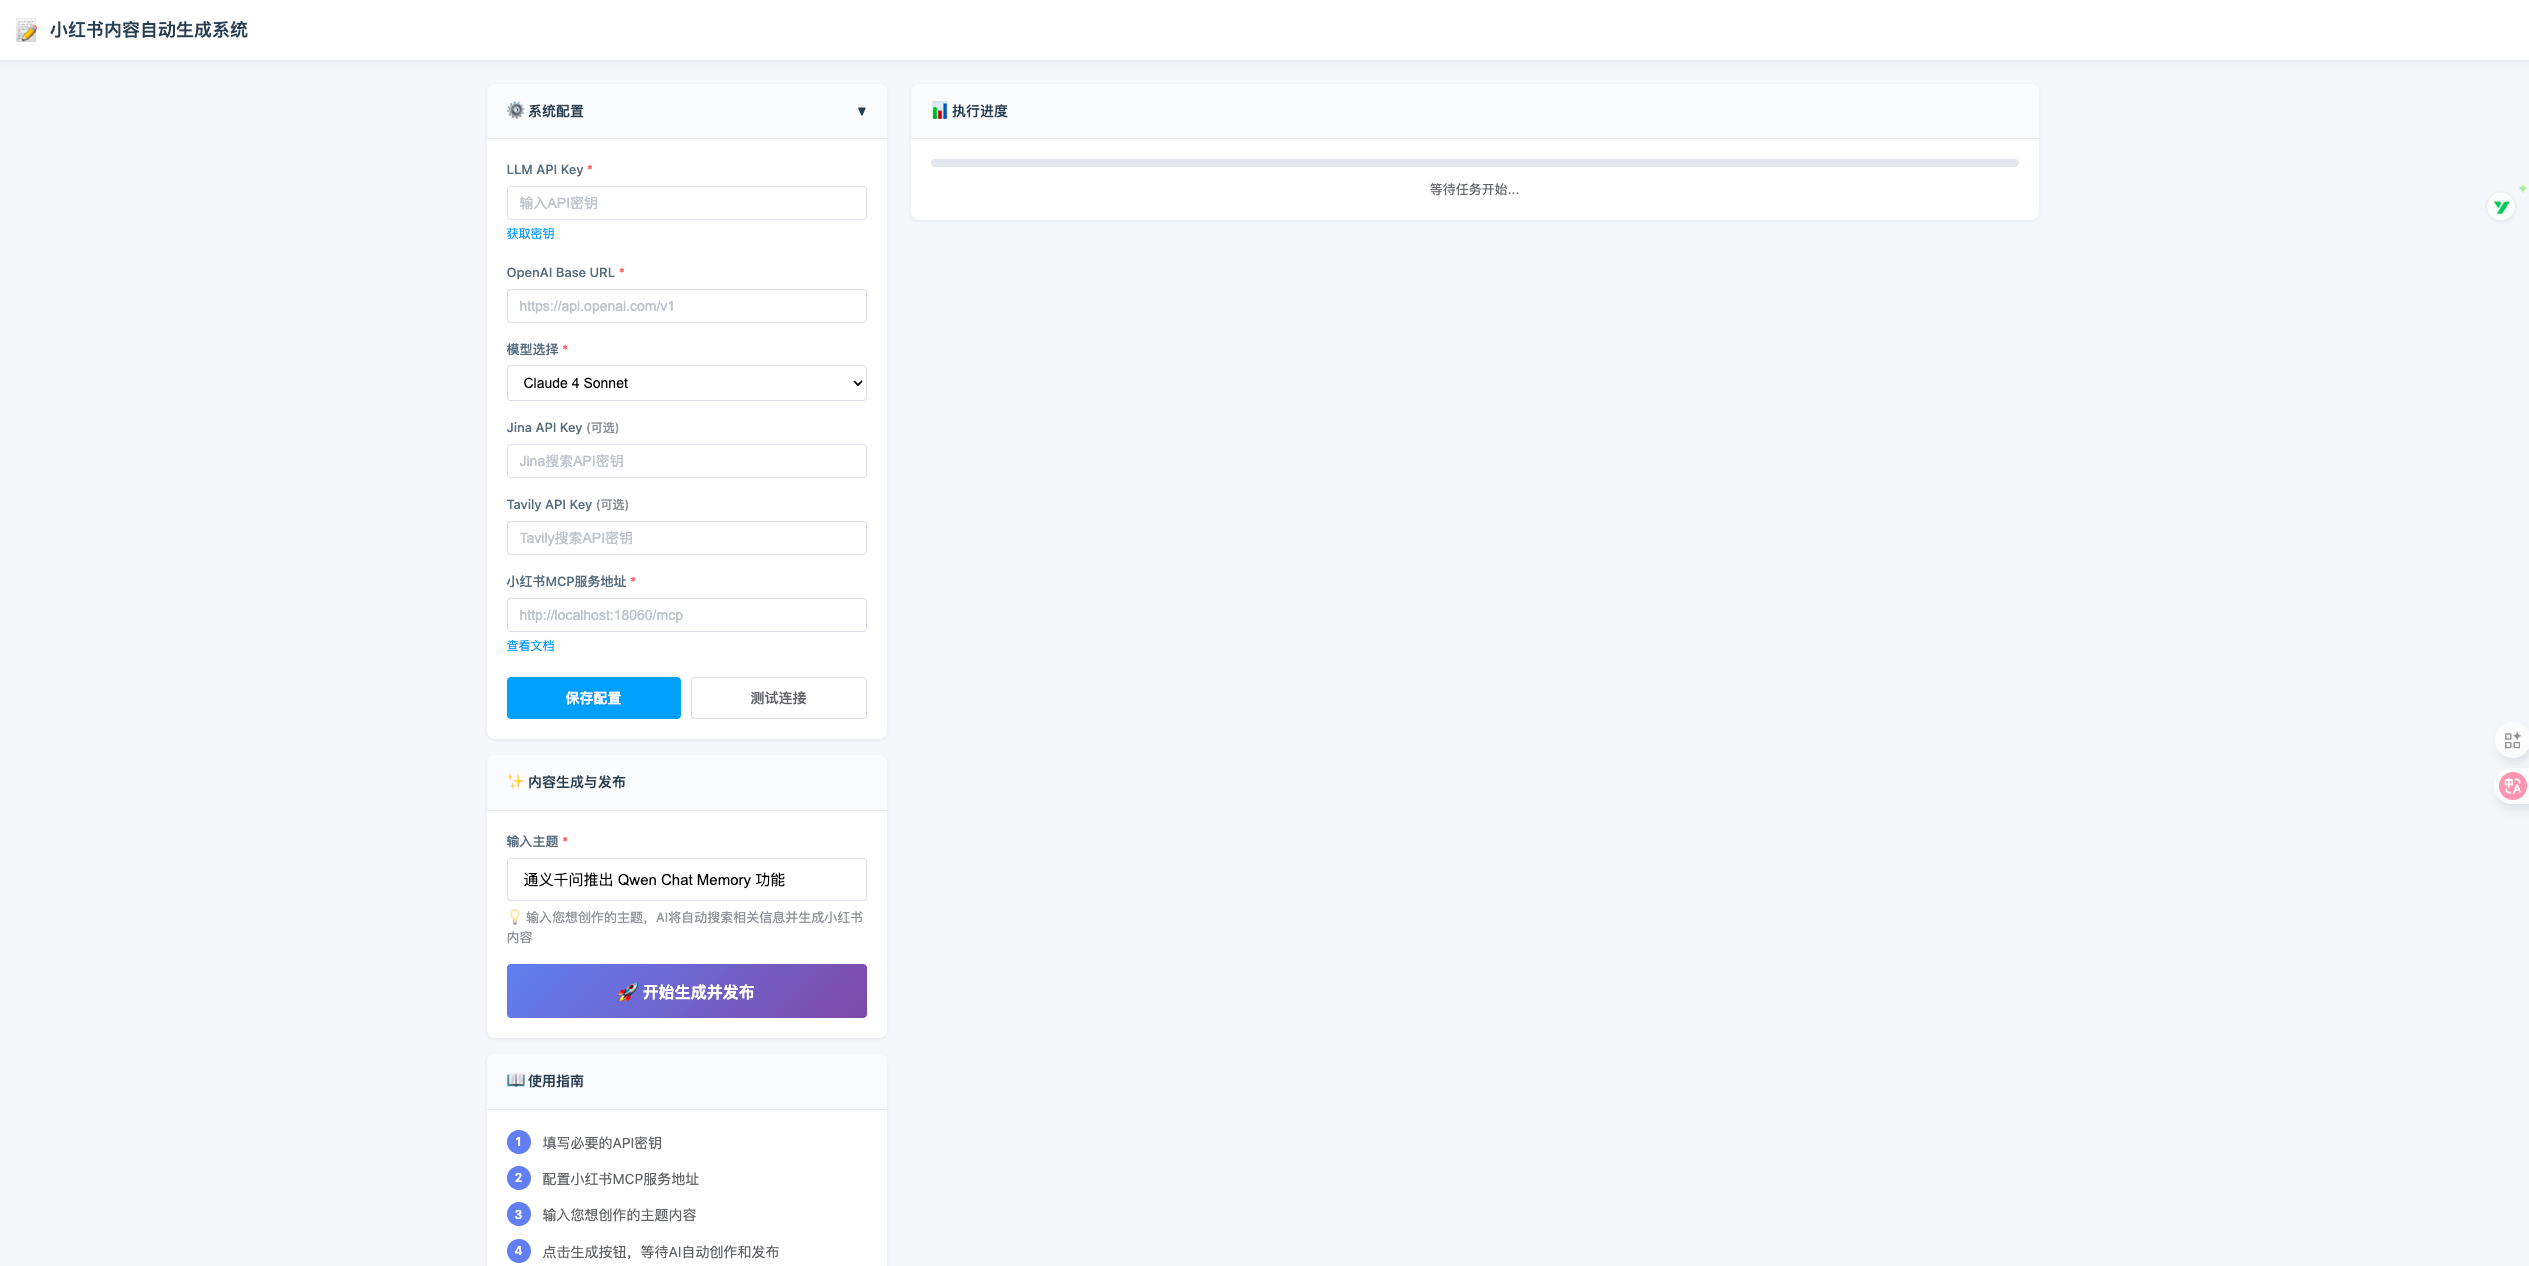 小红书内容自动生成系统
系统配置
▼
LLM API Key *
输入API密钥
获取密钥
OpenAI Base URL *
https://api.openai.com/v1
模型选择 *
Claude 4 Sonnet
Jina API Key (可选)
Jina搜索API密钥
Tavily API Key (可选)
Tavily搜索API密钥
小红书MCP服务地址 *
http://localhost:18060/mcp
查看文档
保存配置
测试连接
内容生成与发布
输入主题 *
通义千问推出 Qwen Chat Memory 功能
输入您想创作的主题，AI将自动搜索相关信息并生成小红书
内容
开始生成并发布
使用指南
1 填写必要的API密钥
2 配置小红书MCP服务地址
3 输入您想创作的主题内容
4 点击生成按钮，等待AI自动创作和发布
执行进度
等待任务开始...